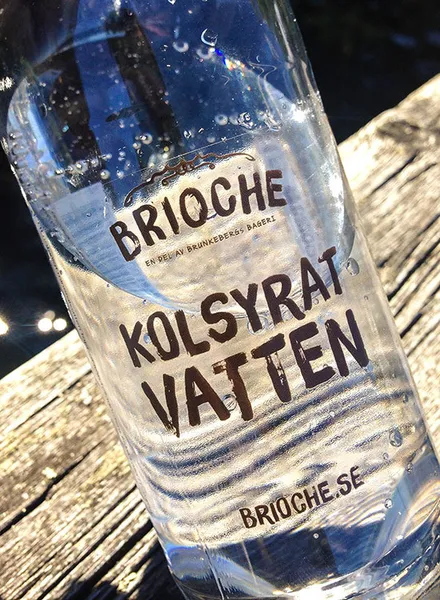 BRIOCHE
EN DEL AV BRUNKEBERGS BAGERI
KOLSYRAT
VATTEN
BRIOCHE.SE